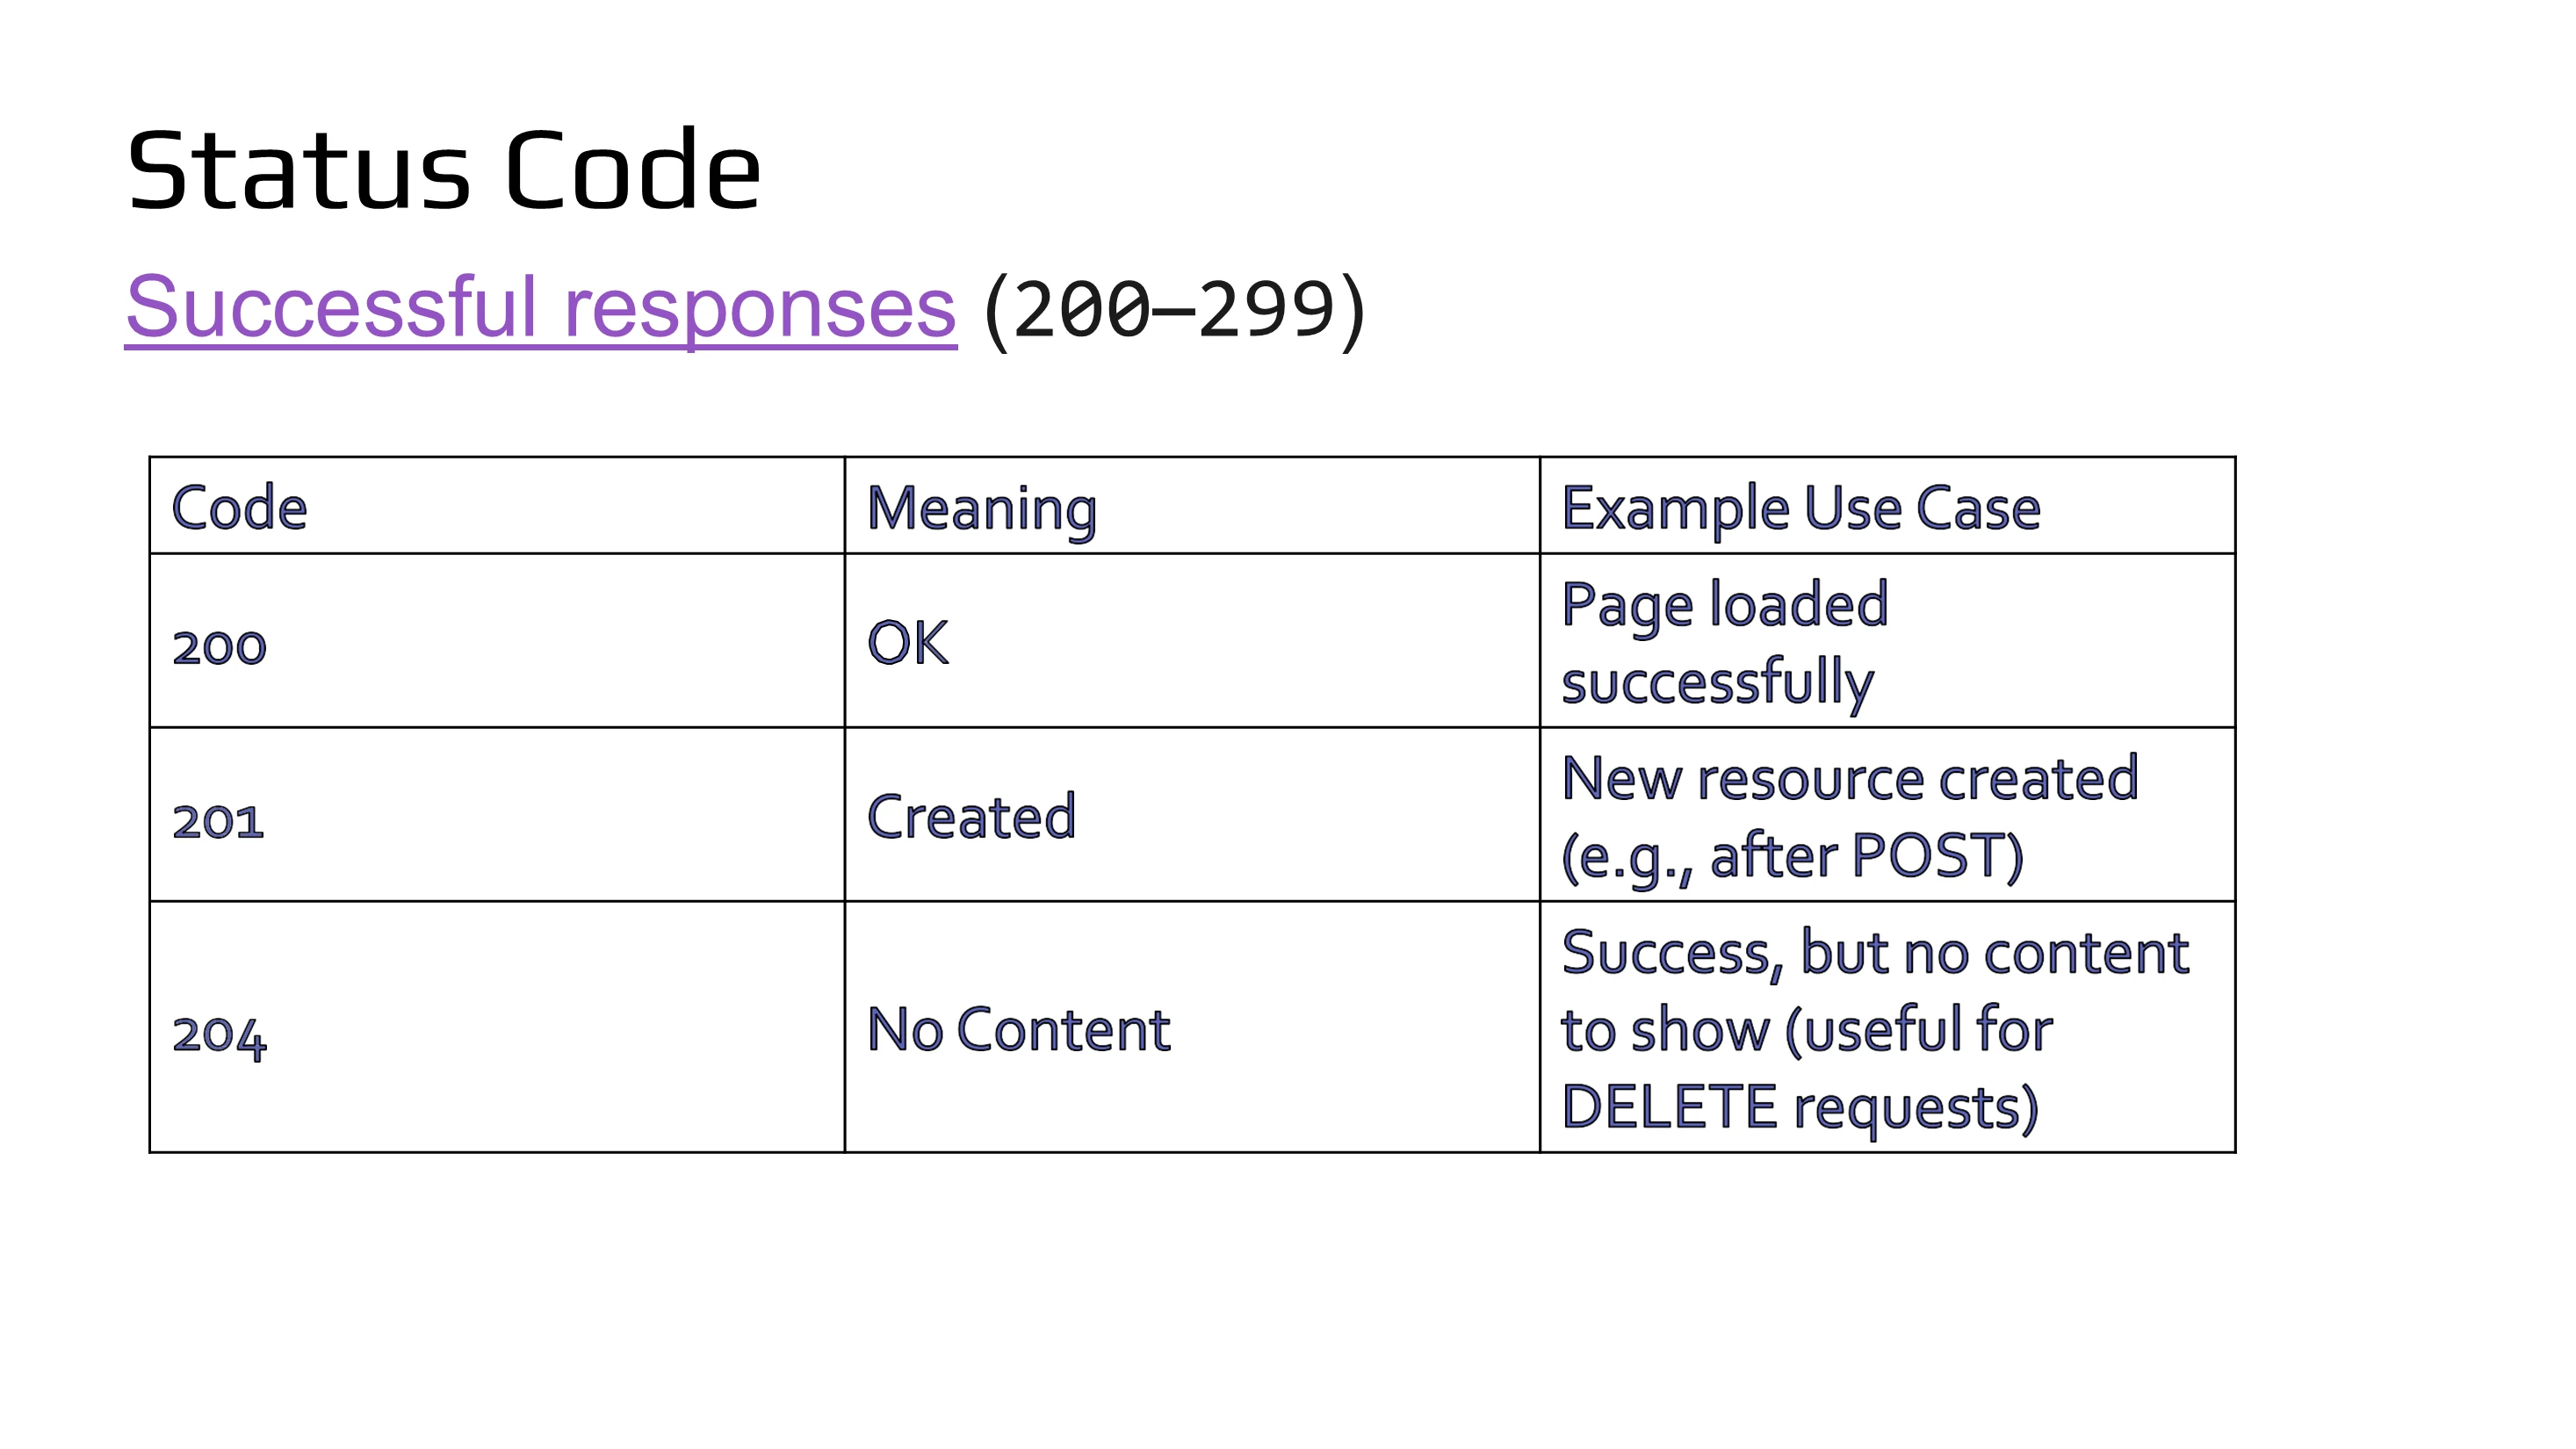 Status Code
Successful responses (200–299)
Code Meaning Example Use Case
200 OK Page loaded
successfully
201 Created New resource created
(e.g., after POST)
204 No Content Success, but no content
to show (useful for
DELETE requests)